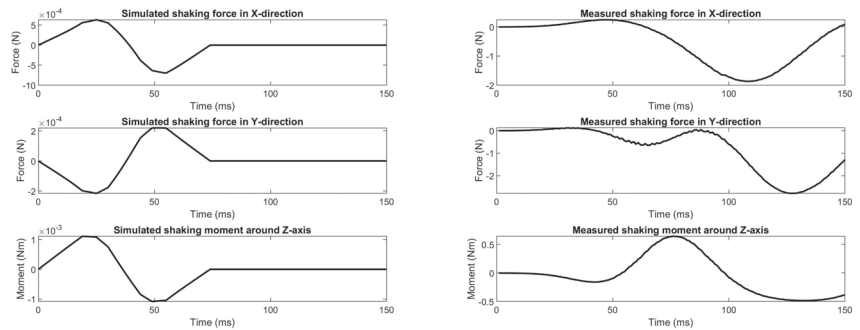 Simulated shaking force in X-direction
×10⁻⁴
5
0
-5
-10
Force (N)
0 50 100 150
Time (ms)
Simulated shaking force in Y-direction
×10⁻⁴
2
0
-2
Force (N)
0 50 100 150
Time (ms)
Simulated shaking moment around Z-axis
×10⁻³
1
0
-1
Moment (Nm)
0 50 100 150
Time (ms)
Measured shaking force in X-direction
0
-1
-2
Force (N)
0 50 100 150
Time (ms)
Measured shaking force in Y-direction
0
-1
-2
Force (N)
0 50 100 150
Time (ms)
Measured shaking moment around Z-axis
0.5
0
-0.5
Moment (Nm)
0 50 100 150
Time (ms)